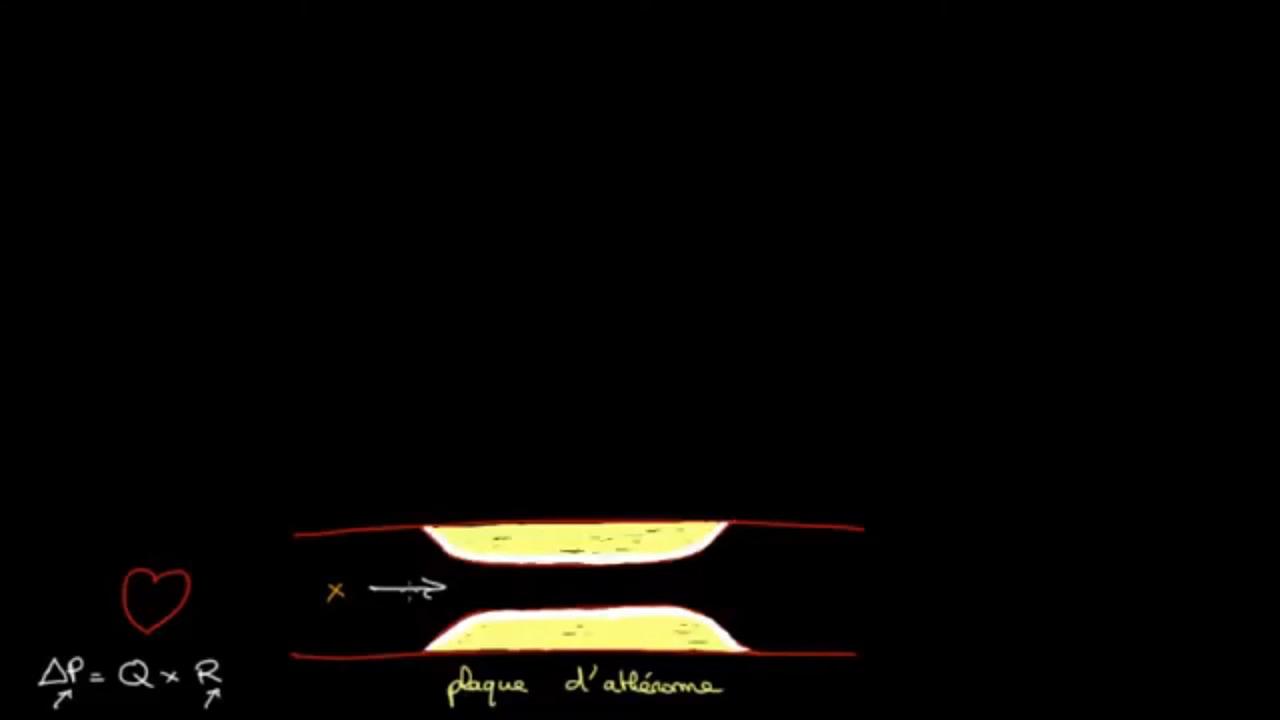 x
ΔP = Q x R
plaque d'athérome